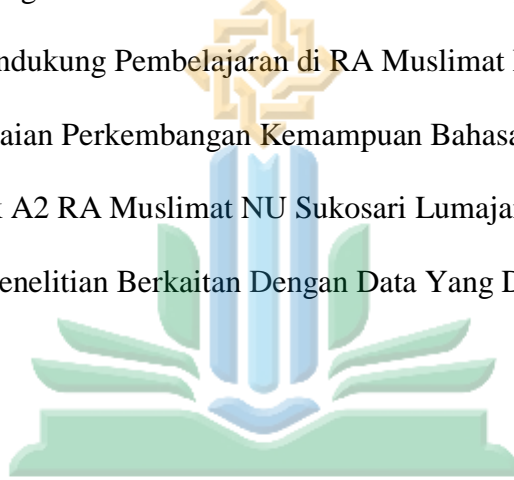 ndukung Pembelajaran di RA Muslimat
aian Perkembangan Kemampuan Bahasa
A2 RA Muslimat NU Sukosari Lumaja
enelitian Berkaitan Dengan Data Yang D